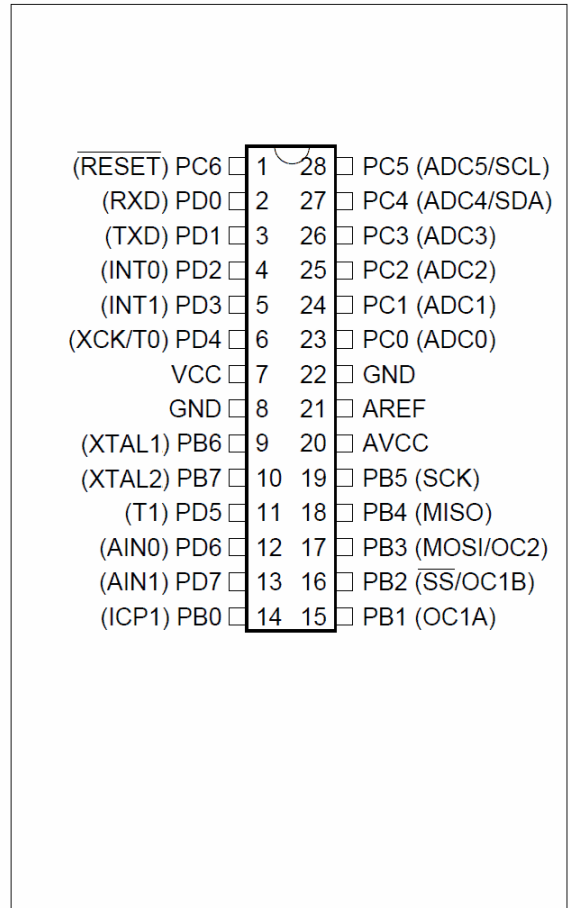 (RESET) PC6 1 28 PC5 (ADC5/SCL)
(RXD) PD0 2 27 PC4 (ADC4/SDA)
(TXD) PD1 3 26 PC3 (ADC3)
(INT0) PD2 4 25 PC2 (ADC2)
(INT1) PD3 5 24 PC1 (ADC1)
(XCK/T0) PD4 6 23 PC0 (ADC0)
VCC 7 22 GND
GND 8 21 AREF
(XTAL1) PB6 9 20 AVCC
(XTAL2) PB7 10 19 PB5 (SCK)
(T1) PD5 11 18 PB4 (MISO)
(AIN0) PD6 12 17 PB3 (MOSI/OC2)
(AIN1) PD7 13 16 PB2 (SS/OC1B)
(ICP1) PB0 14 15 PB1 (OC1A)